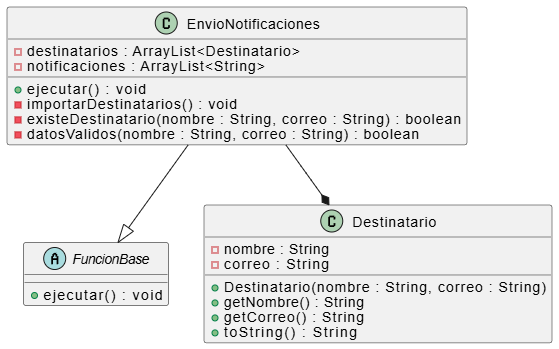 C EnvioNotificaciones
destinatarios : ArrayList<Destinatario>
notificaciones : ArrayList<String>
ejecutar() : void
importarDestinatarios() : void
existeDestinatario(nombre : String, correo : String) : boolean
datosValidos(nombre : String, correo : String) : boolean
A FuncionBase
ejecutar() : void
C Destinatario
nombre : String
correo : String
Destinatario(nombre : String, correo : String)
getNombre() : String
getCorreo() : String
toString() : String